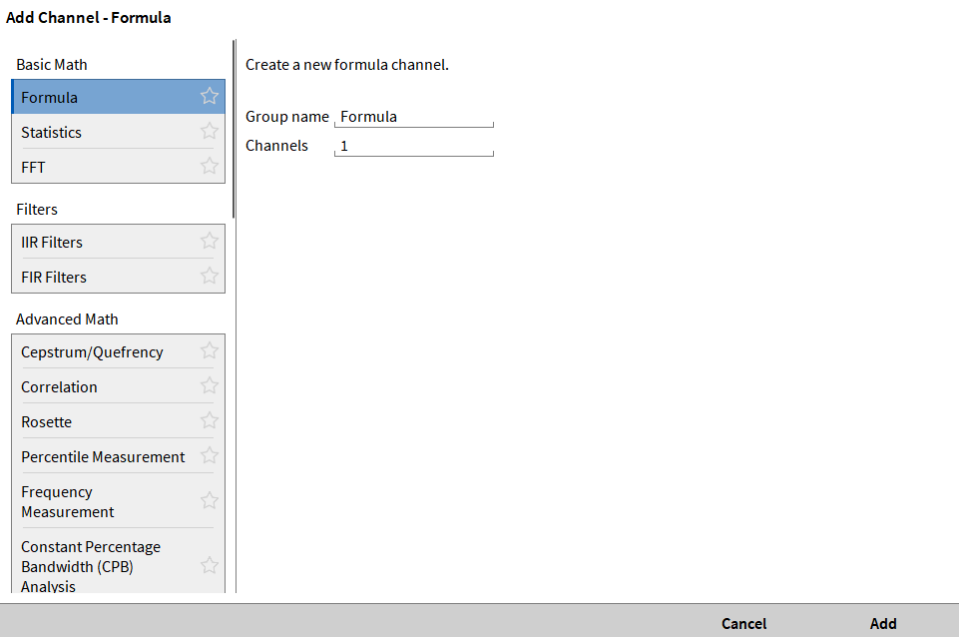 Add Channel - Formula
Basic Math
Formula
Statistics
FFT
Filters
IIR Filters
FIR Filters
Advanced Math
Cepstrum/Quefrency
Correlation
Rosette
Percentile Measurement
Frequency
Measurement
Constant Percentage
Bandwidth (CPB)
Analysis
Create a new formula channel.
Group name Formula
Channels 1
Cancel Add